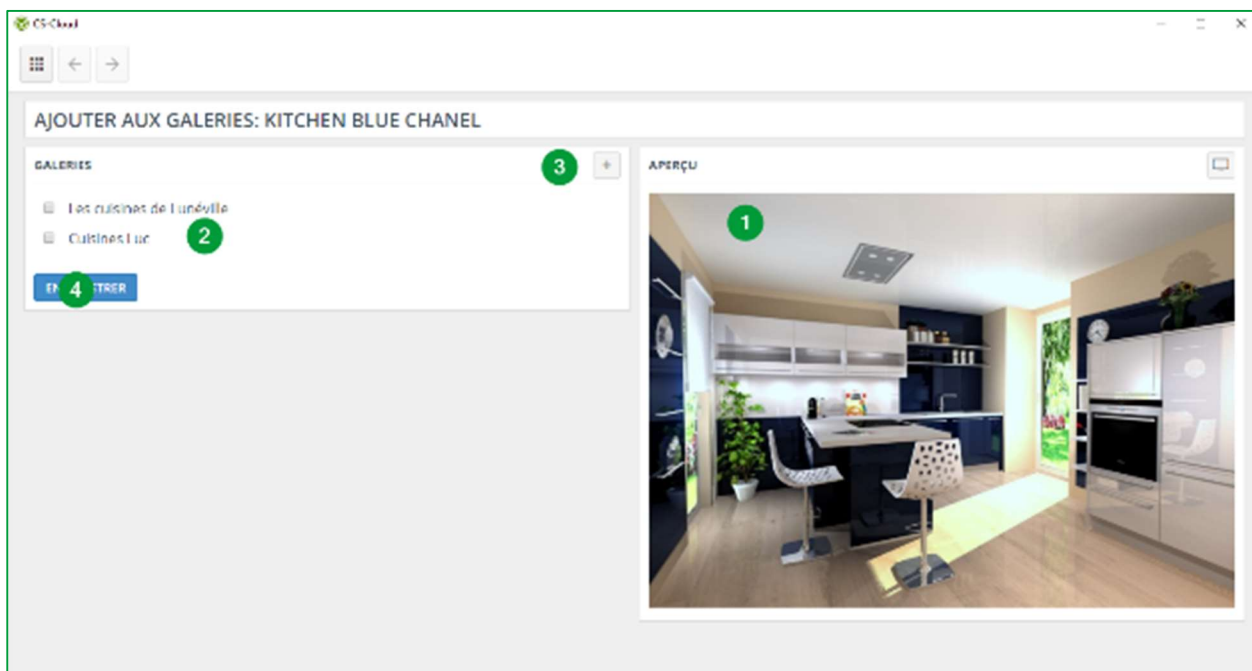 CS-Cloud
AJOUTER AUX GALERIES: KITCHEN BLUE CHANEL
GALERIES
3
+
APERÇU
1
Les cuisines de Lunéville
Cuisines Luc
2
4